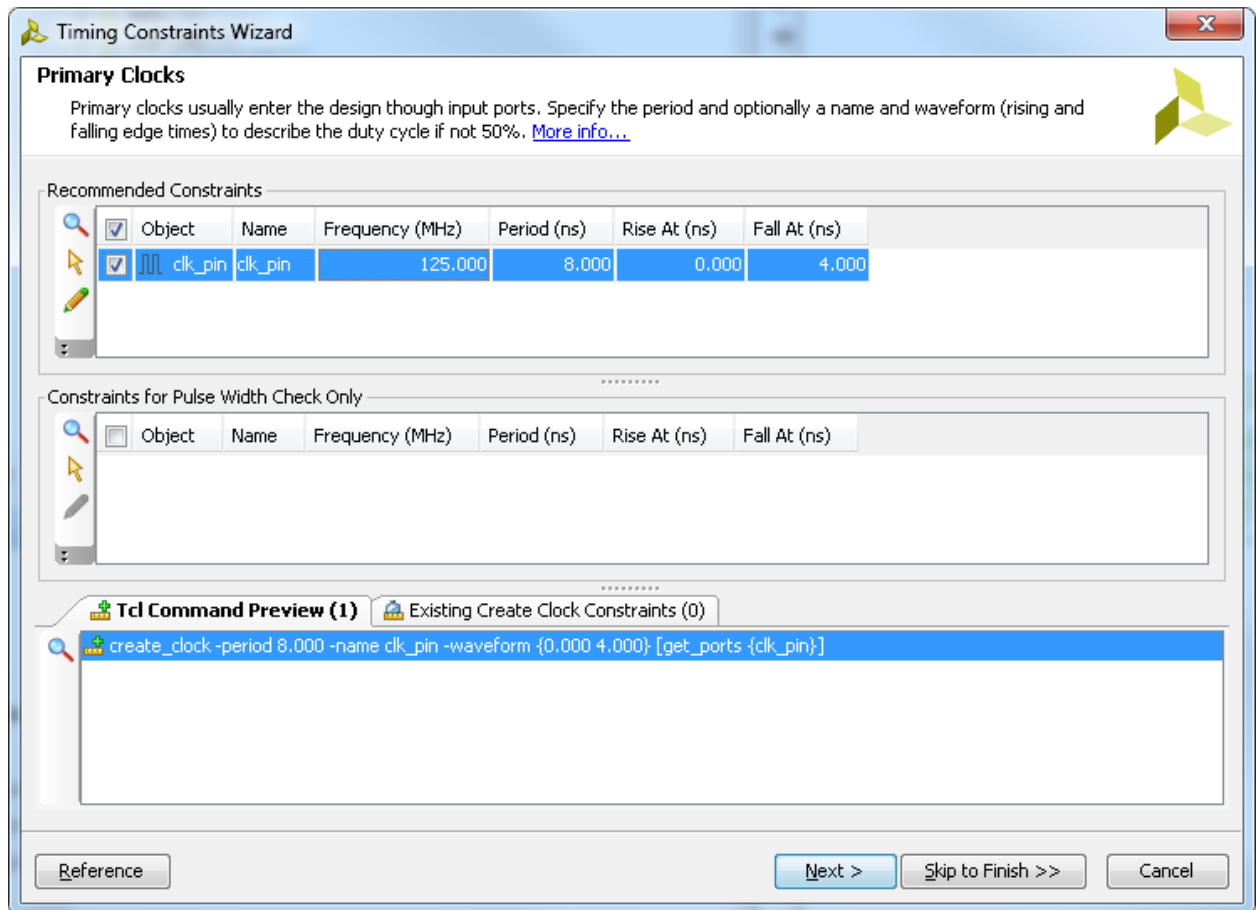 Timing Constraints Wizard
Primary Clocks
Primary clocks usually enter the design though input ports. Specify the period and optionally a name and waveform (rising and
falling edge times) to describe the duty cycle if not 50%. More info...
Recommended Constraints
Object Name Frequency (MHz) Period (ns) Rise At (ns) Fall At (ns)
clk_pin clk_pin 125.000 8.000 0.000 4.000
Constraints for Pulse Width Check Only
Object Name Frequency (MHz) Period (ns) Rise At (ns) Fall At (ns)
Tcl Command Preview (1) Existing Create Clock Constraints (0)
create_clock -period 8.000 -name clk_pin -waveform {0.000 4.000} [get_ports {clk_pin}]
Reference Next > Skip to Finish >> Cancel